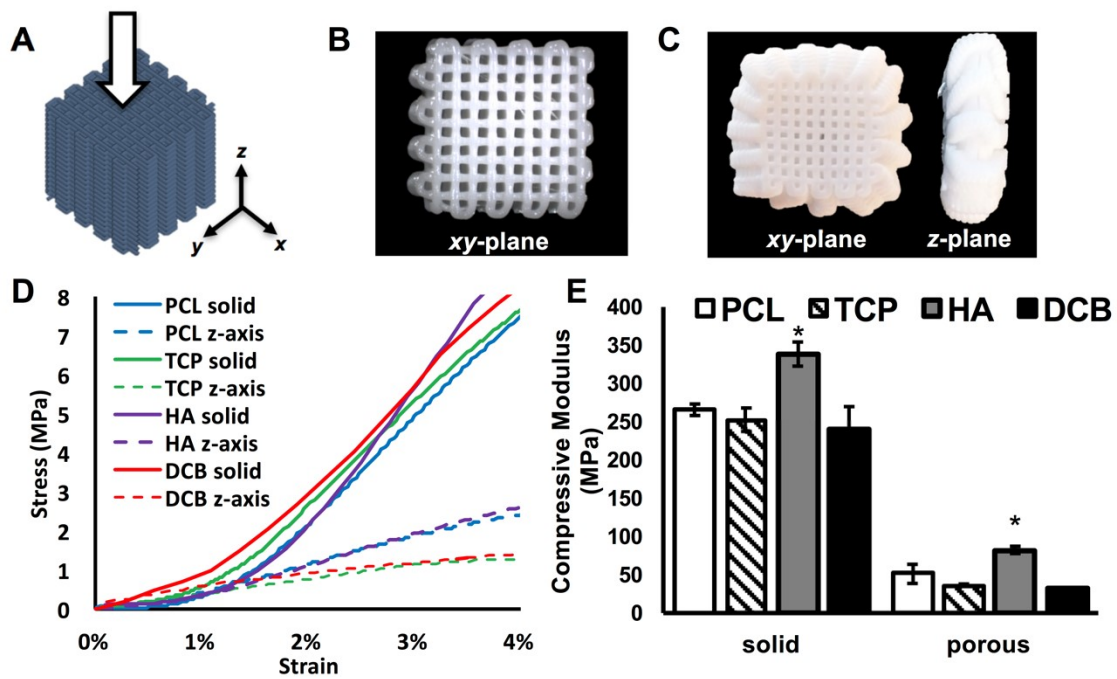 A
z
y
x
B
xy-plane
C
xy-plane
z-plane
D
Stress (MPa)
8
7
6
5
4
3
2
1
0
PCL solid
PCL z-axis
TCP solid
TCP z-axis
HA solid
HA z-axis
DCB solid
DCB z-axis
0%
1%
2%
3%
4%
Strain
E
Compressive Modulus
(MPa)
400
350
300
250
200
150
100
50
0
PCL
TCP
HA
DCB
*
*
solid
porous